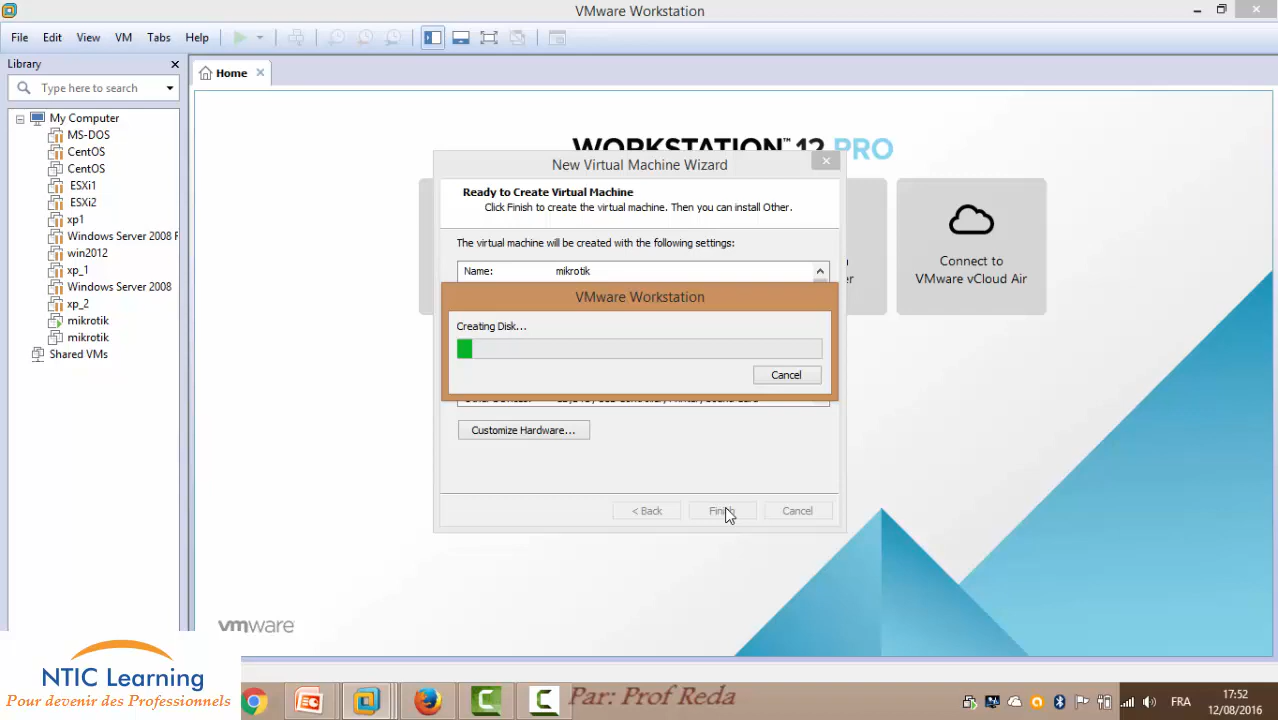 VMware Workstation
File Edit View VM Tabs Help
Library
Type here to search
Home
My Computer
MS-DOS
CentOS
CentOS
ESXi1
ESXi2
xp1
Windows Server 2008
win2012
xp_1
Windows Server 2008
xp_2
mikrotik
mikrotik
Shared VMs
WORKSTATION™ 12 PRO
Connect to
VMware vCloud Air
New Virtual Machine Wizard
Ready to Create Virtual Machine
Click Finish to create the virtual machine. Then you can install Other.
The virtual machine will be created with the following settings:
Name: mikrotik
VMware Workstation
Creating Disk...
Cancel
Customize Hardware...
< Back Finish Cancel
vmware
NTIC Learning
Pour devenir des Professionnels
Par: Prof Reda
FRA
17:52
12/08/2016